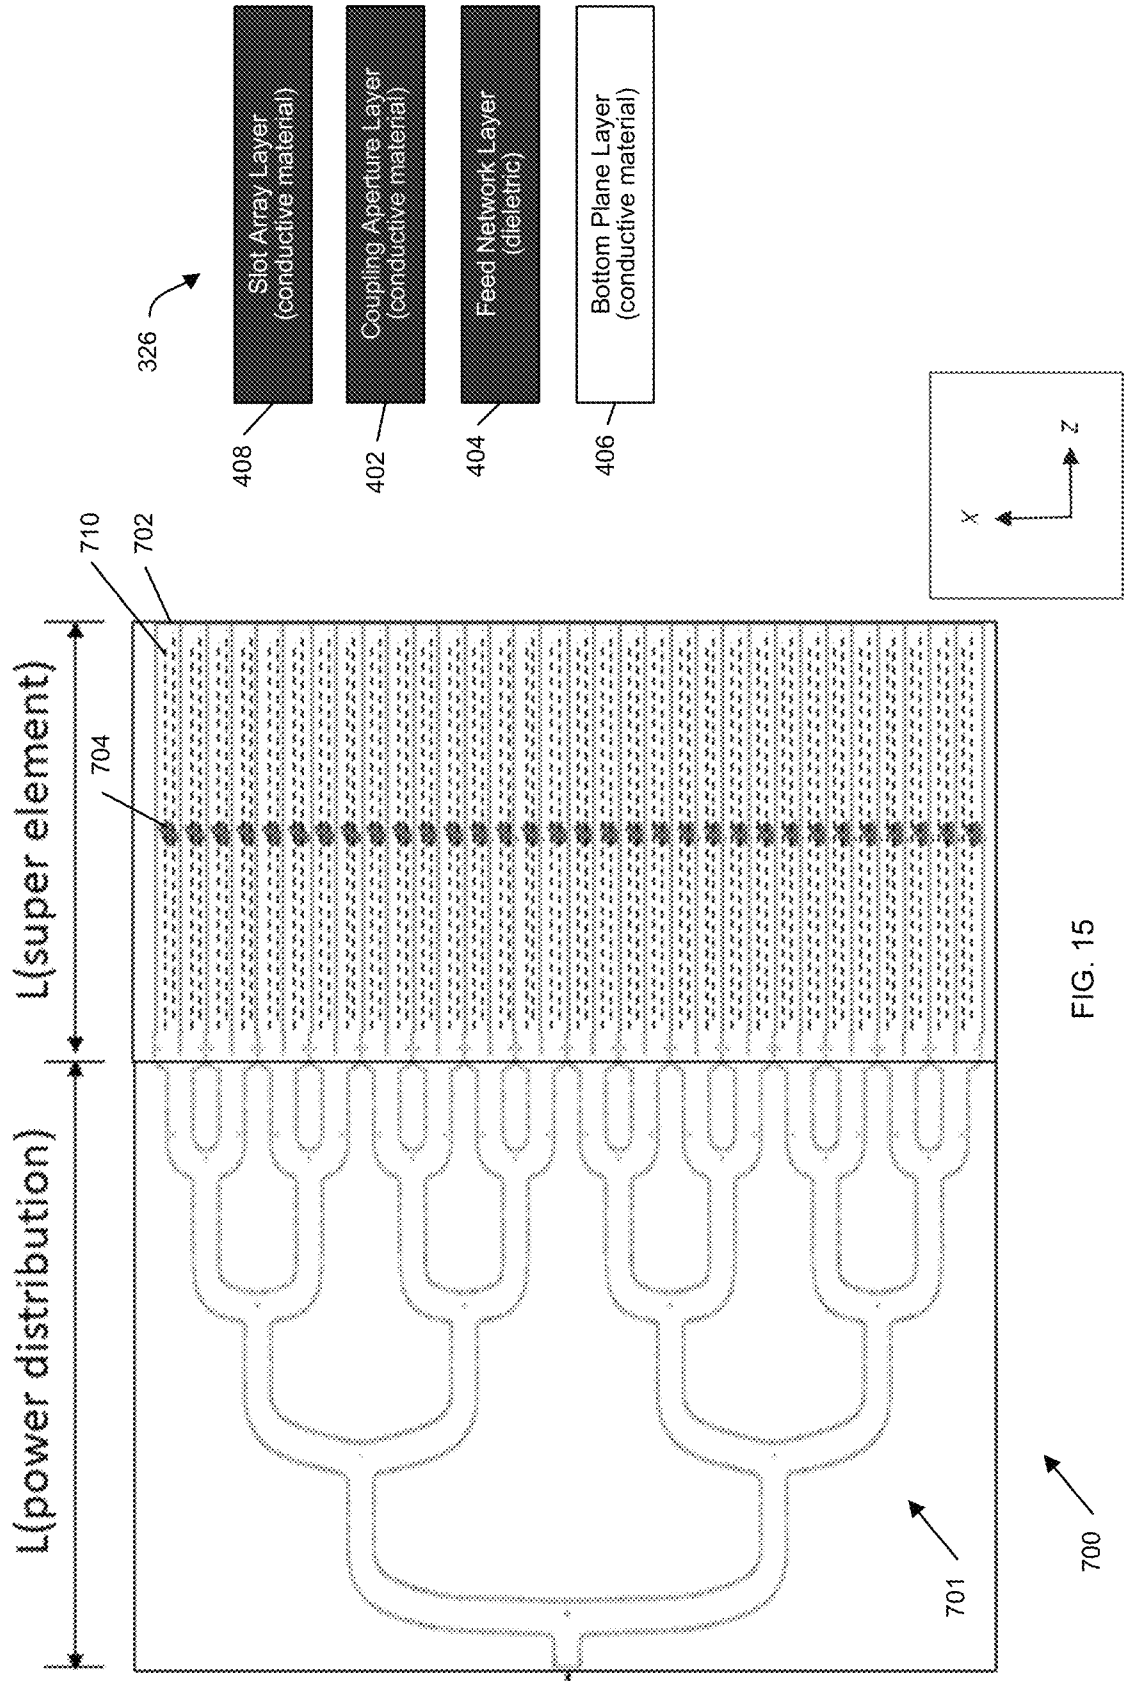 L(power distribution)
L(super element)
704
710
702
326
Slot Array Layer
(conductive material)
408
Coupling Aperture Layer
(conductive material)
402
Feed Network Layer
(dieletric)
404
Bottom Plane Layer
(conductive material)
406
X
Z
701
700
FIG. 15